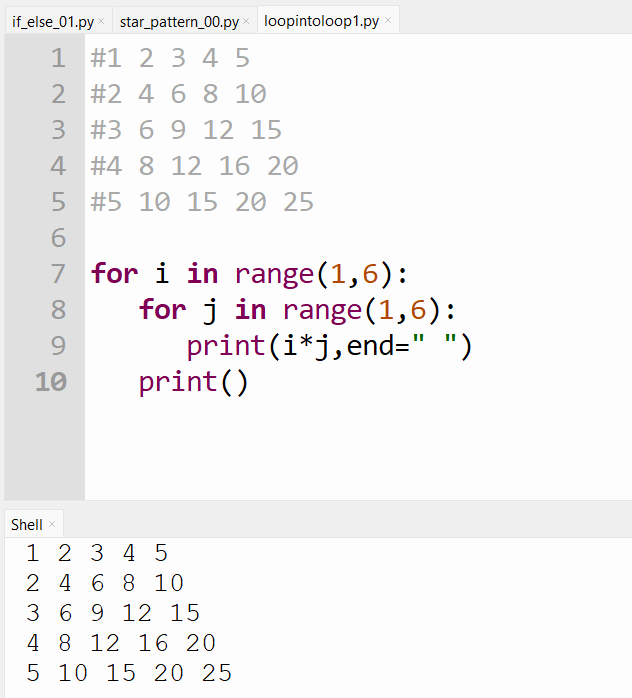 if_else_01.py × star_pattern_00.py × loopintoloop1.py ×
1 #1 2 3 4 5
2 #2 4 6 8 10
3 #3 6 9 12 15
4 #4 8 12 16 20
5 #5 10 15 20 25
6
7 for i in range(1,6):
8    for j in range(1,6):
9       print(i*j,end=" ")
10    print()
Shell ×
1 2 3 4 5
2 4 6 8 10
3 6 9 12 15
4 8 12 16 20
5 10 15 20 25